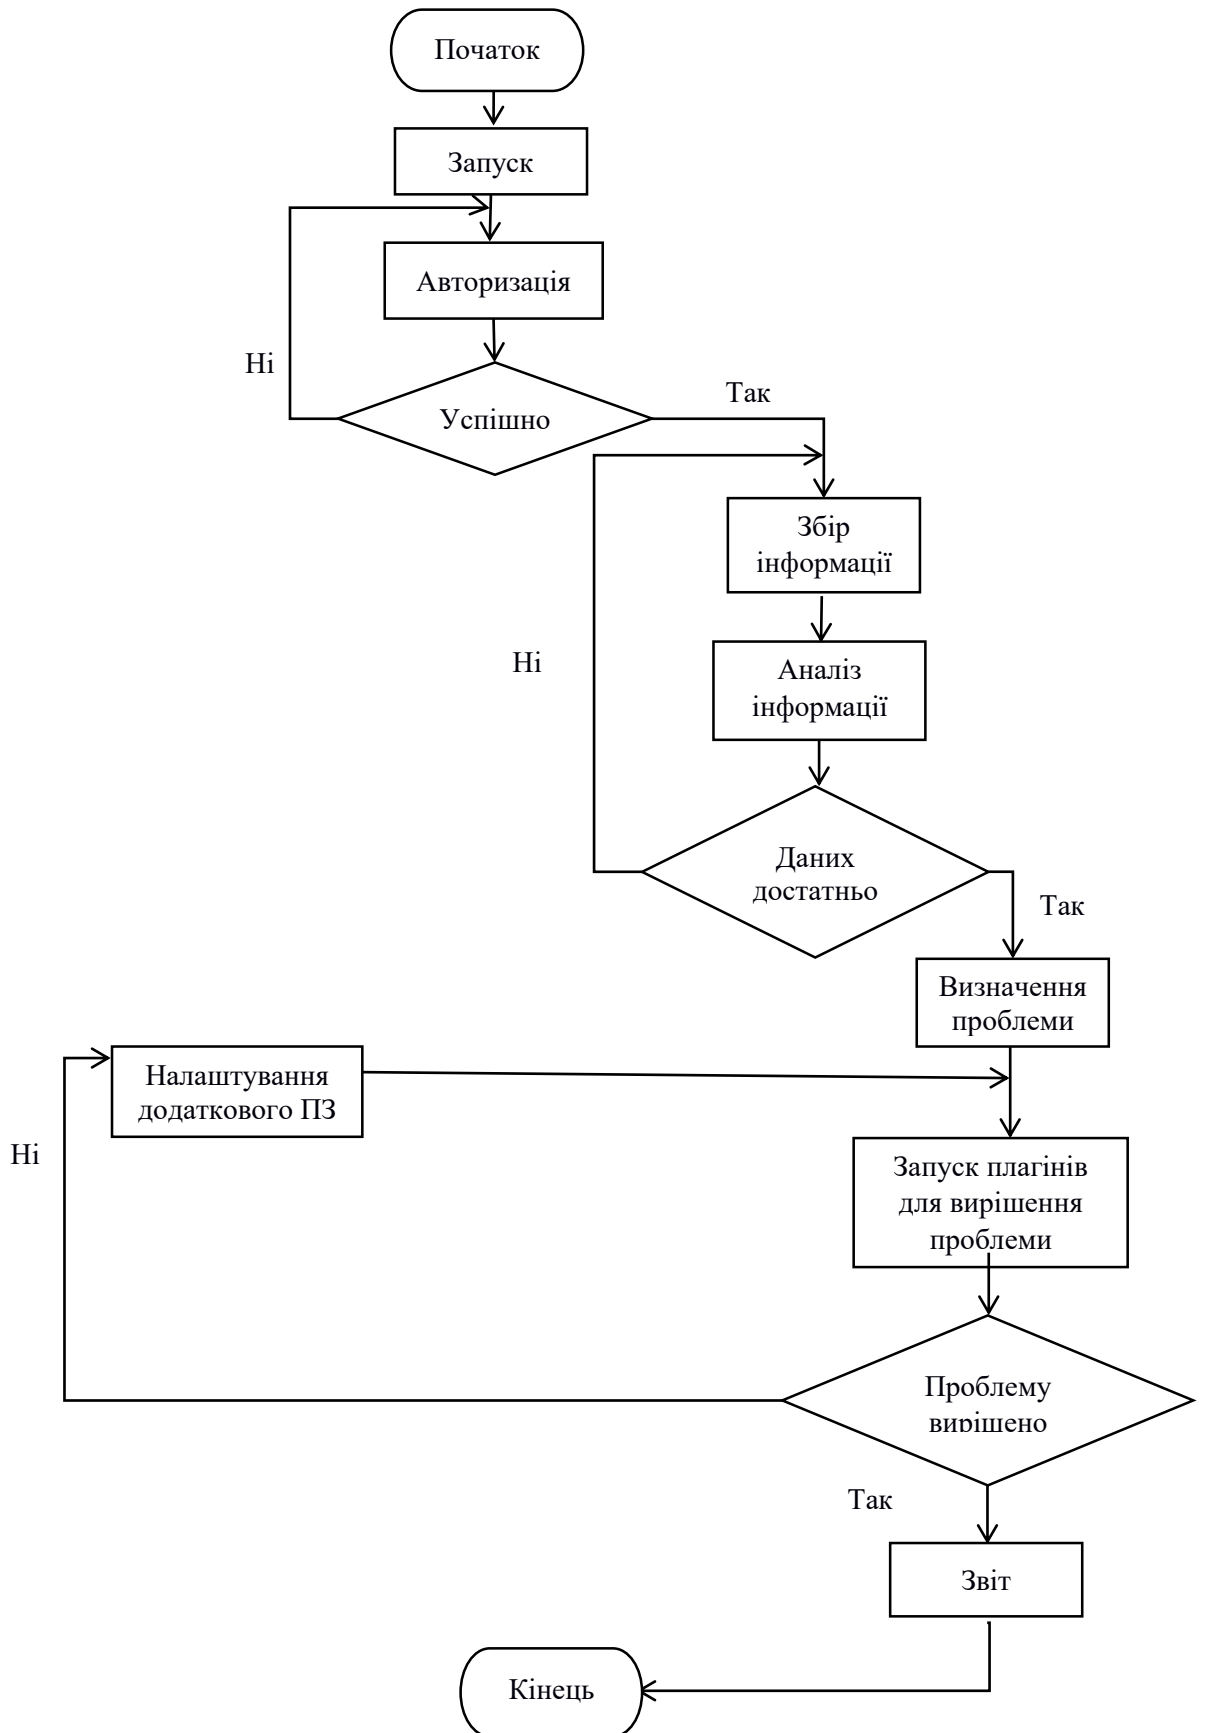 Початок
Запуск
Авторизація
Ні
Успішно
Так
Збір
інформації
Ні
Аналіз
інформації
Даних
достатньо
Так
Визначення
проблеми
Налаштування
додаткового ПЗ
Ні
Запуск плагінів
для вирішення
проблеми
Проблему
вирішено
Так
Звіт
Кінець